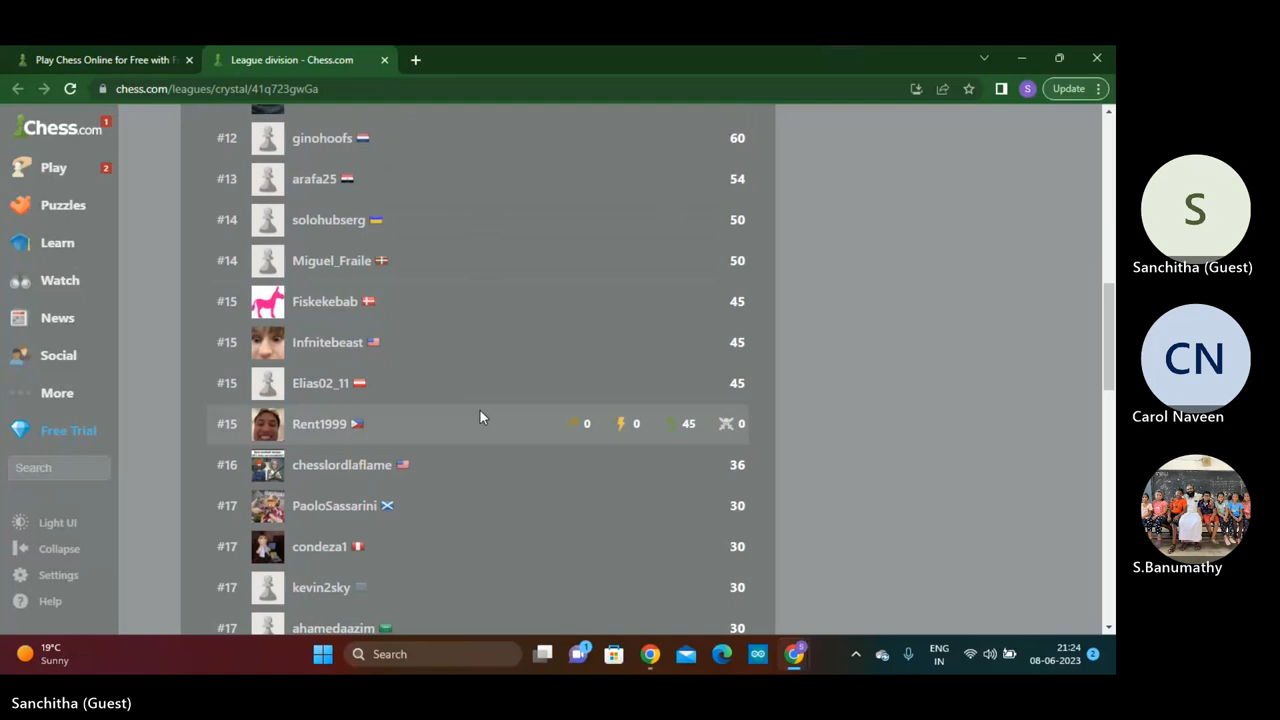 Play Chess Online for Free with F
League division - Chess.com
chess.com/leagues/crystal/41q723gwGa
S
Update
Chess.com
1
Play
2
Puzzles
Learn
Watch
News
Social
More
Free Trial
Search
Light UI
Collapse
Settings
Help
#12 ginohoofs 60
#13 arafa25 54
#14 solohubserg 50
#14 Miguel_Fraile 50
#15 Fiskekebab 45
#15 Infnitebeast 45
#15 Elias02_11 45
#15 Rent1999 0 0 45 0
#16 chesslordlaflame 36
#17 PaoloSassarini 30
#17 condeza1 30
#17 kevin2sky 30
#17 ahamedaazim 30
19°C
Sunny
Search
1
S
ENG
IN
21:24
08-06-2023
2
S
Sanchitha (Guest)
CN
Carol Naveen
S.Banumathy
Sanchitha (Guest)